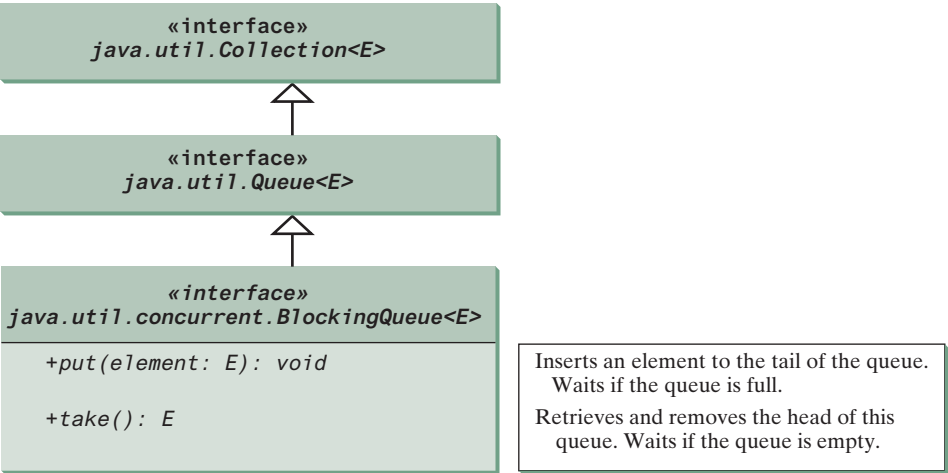 «interface»
java.util.Collection<E>
«interface»
java.util.Queue<E>
«interface»
java.util.concurrent.BlockingQueue<E>
+put(element: E): void
+take(): E
Inserts an element to the tail of the queue.
Waits if the queue is full.
Retrieves and removes the head of this
queue. Waits if the queue is empty.